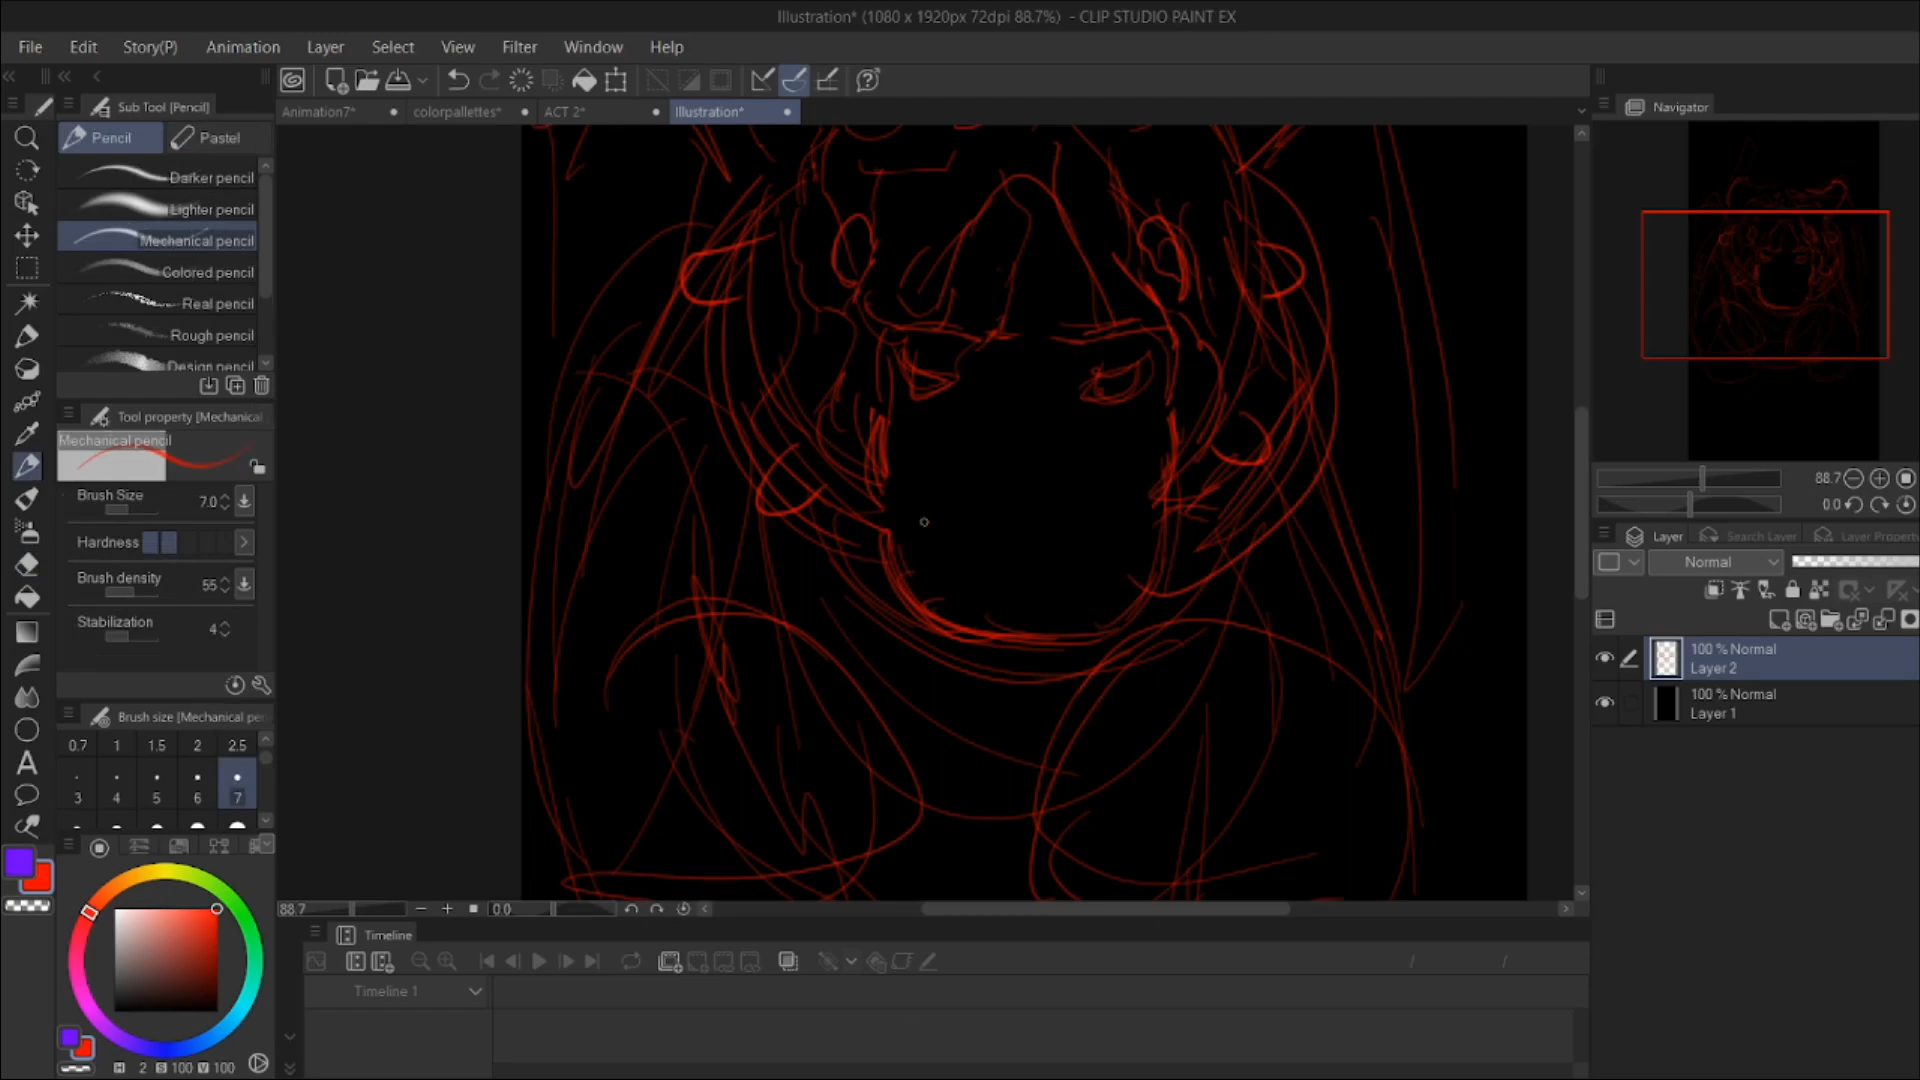 Illustration* (1080 x 1920px 72dpi 88.7%) - CLIP STUDIO PAINT EX
File Edit Story(P) Animation Layer Select View Filter Window Help
Sub Tool [Pencil]
Animation7* colorpallettes* ACT 2* Illustration*
Navigator
Pencil Pastel
Darker pencil
Lighter pencil
Mechanical pencil
Colored pencil
Real pencil
Rough pencil
Design pencil
Tool property [Mechanical
Mechanical pencil
Brush Size 7.0
Hardness
Brush density 55
Stabilization 4
Brush size [Mechanical pen
0.7 1 1.5 2 2.5
3 4 5 6 7
A
H 2 S 100 V 100
88.7 0.0
Timeline
/ /
Timeline 1
88.7
0.0
Layer Search Layer Layer Property
Normal
100 % Normal
Layer 2
100 % Normal
Layer 1